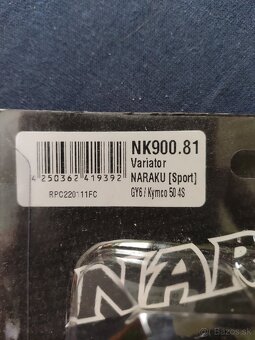 NK900.81
Variator
4 250362 419392
NARAKU [Sport]
RPC220111FC
GY6 / Kymco 50 4S
NAR
Bazos.sk